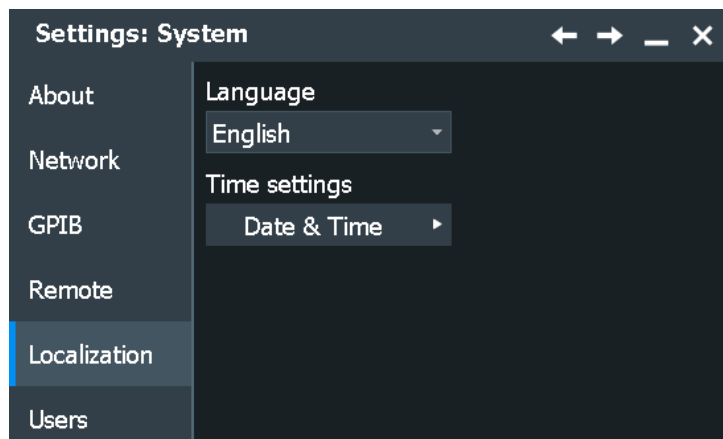 Settings: System
About
Network
GPIB
Remote
Localization
Users
Language
English
Time settings
Date & Time